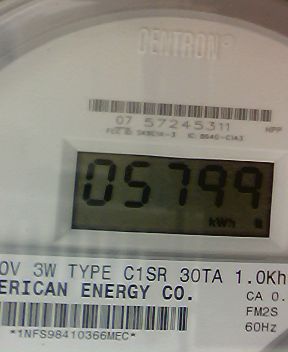 CENTRON®
07 57245311
HPP
05799
kWh
0V 3W TYPE C1SR 30TA 1.0Kh
ERICAN ENERGY CO.
CA 0.
FM2S
60Hz
*1NFS98410366MEC*